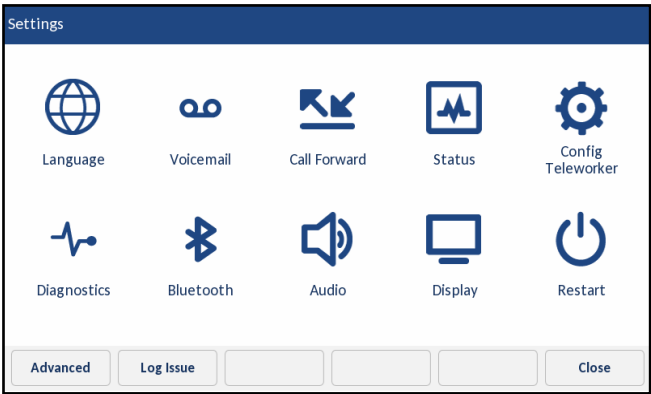 Settings
Language
Voicemail
Call Forward
Status
Config
Teleworker
Diagnostics
Bluetooth
Audio
Display
Restart
Advanced
Log Issue
Close